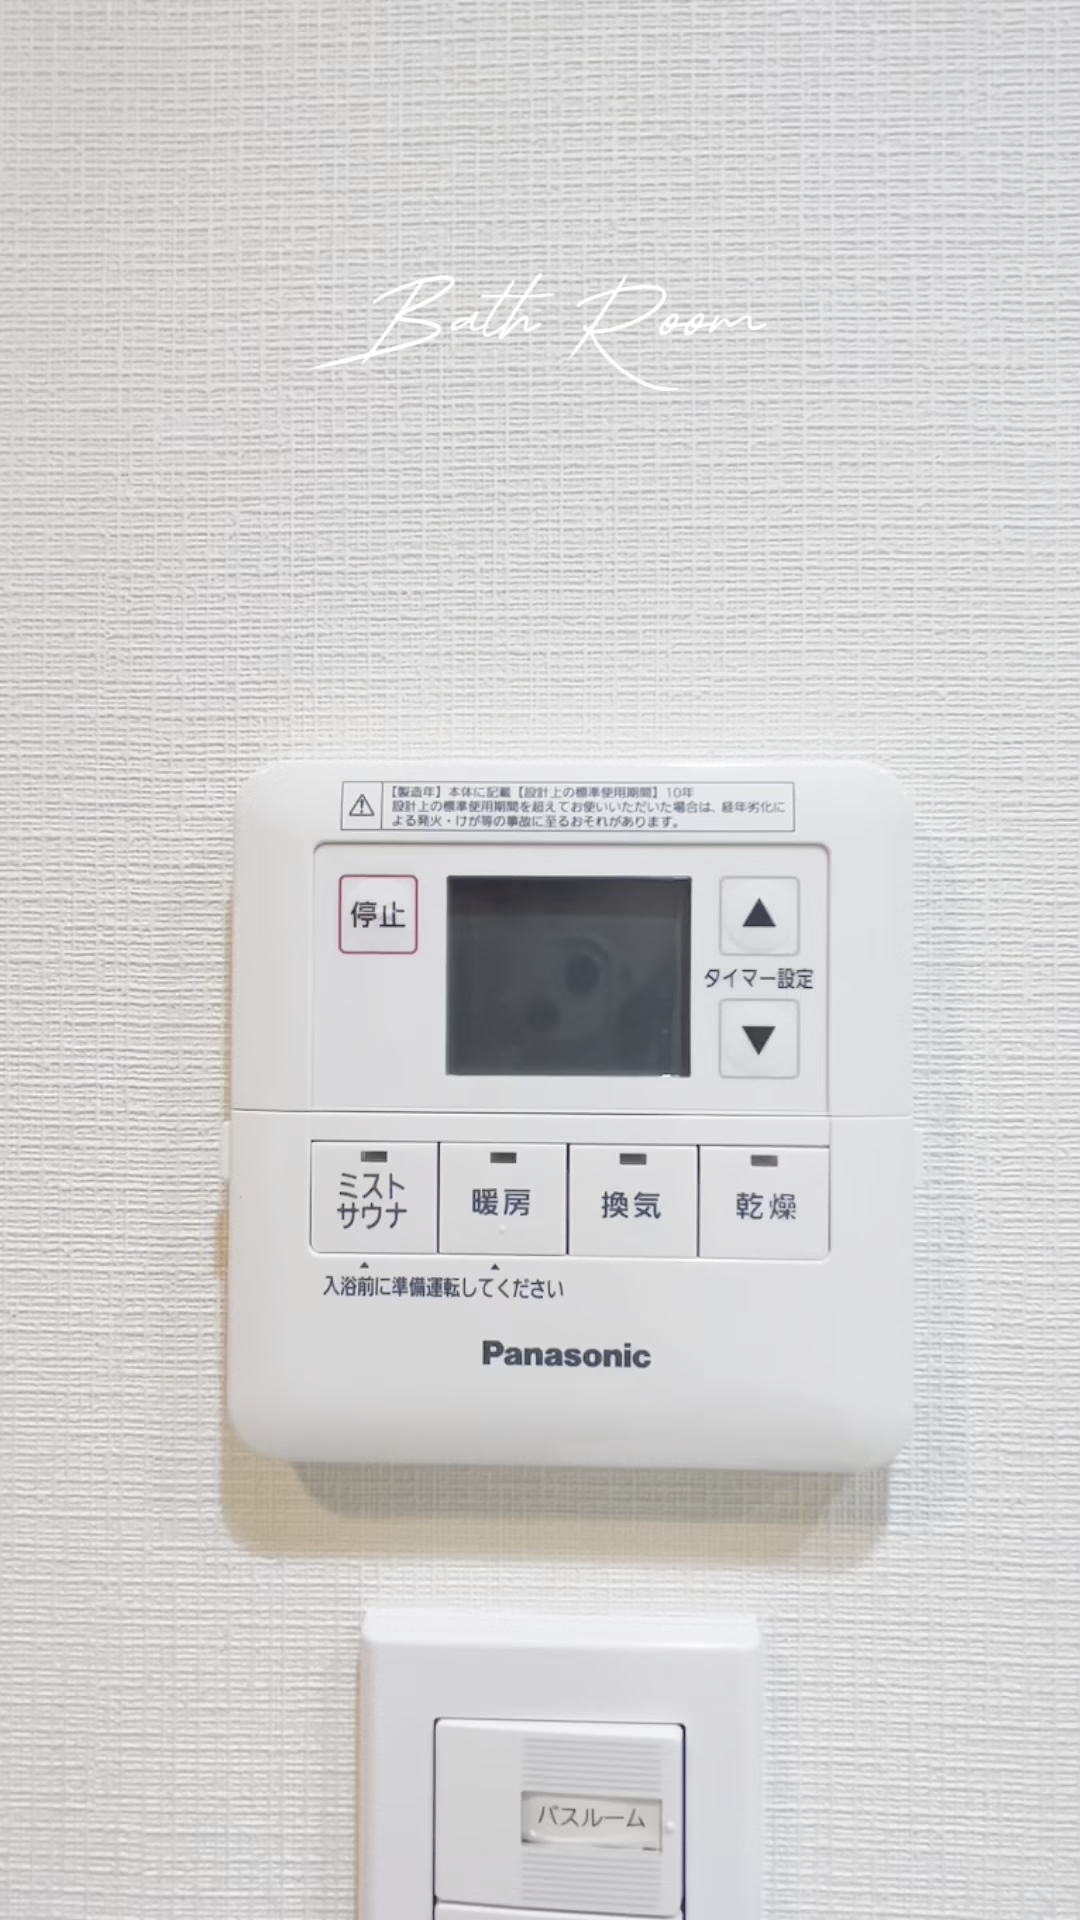 Bath Room
【製造年】本体に記載【設計上の標準使用期間】10年
設計上の標準使用期間を超えてお使いいただいた場合は、経年劣化に
よる発火・けが等の事故に至るおそれがあります。
停止
▲
タイマー設定
▼
ミスト
サウナ
暖房
換気
乾燥
入浴前に準備運転してください
Panasonic
バスルーム